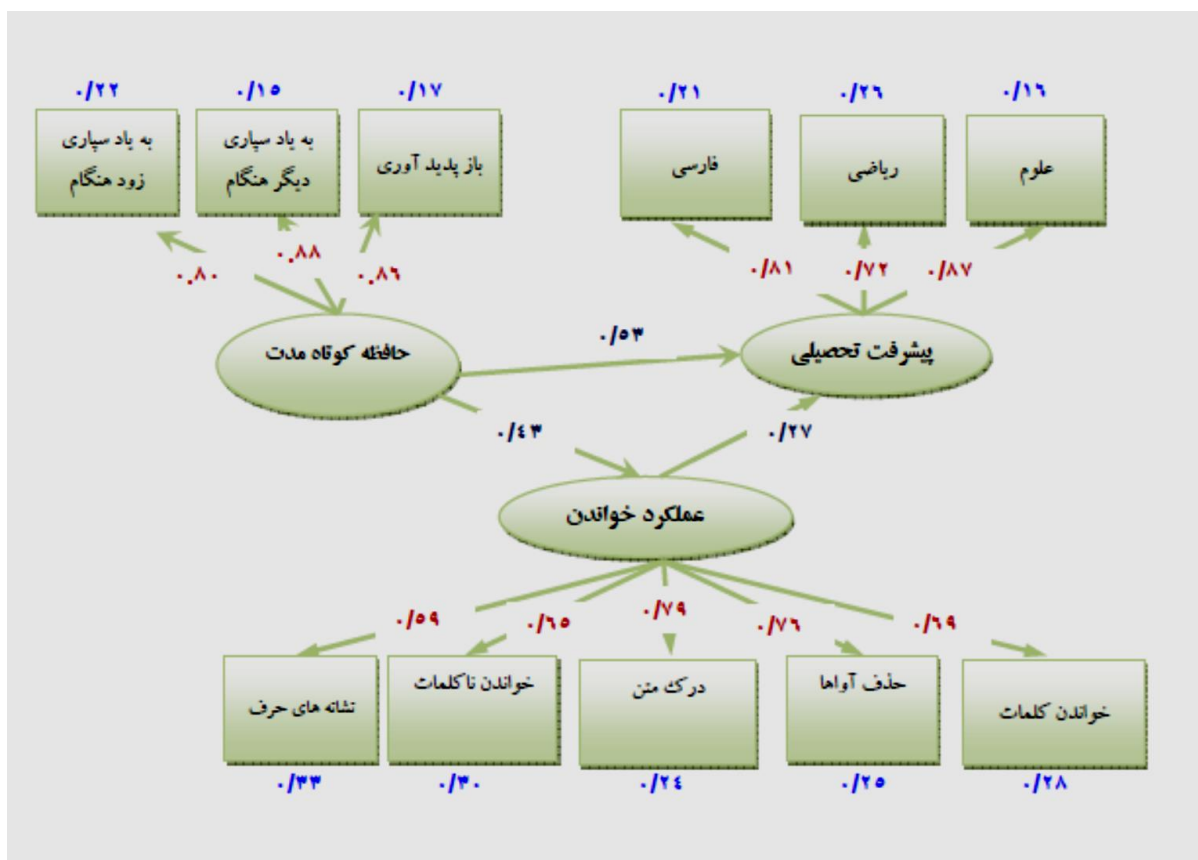 ۰/۲۲
۰/۱۵
۰/۱۷
۰/۲۱
۰/۲۶
۰/۱۶
به یاد سپاری
زود هنگام
به یاد سپاری
دیگر هنگام
باز پدید آوری
فارسی
ریاضی
علوم
۰.۸۰
۰.۸۸
۰.۸۶
۰/۸۱
۰/۷۲
۰/۸۷
حافظه کوتاه مدت
۰/۵۳
پیشرفت تحصیلی
۰/٤۳
۰/۲۷
عملکرد خواندن
۰/۵۹
۰/۶۵
۰/۷۹
۰/۷۶
۰/۶۹
نشانه های حرف
خواندن ناکلمات
درک متن
حذف آواها
خواندن کلمات
۰/۳۳
۰/۳۰
۰/۲٤
۰/۲۵
۰/۲۸